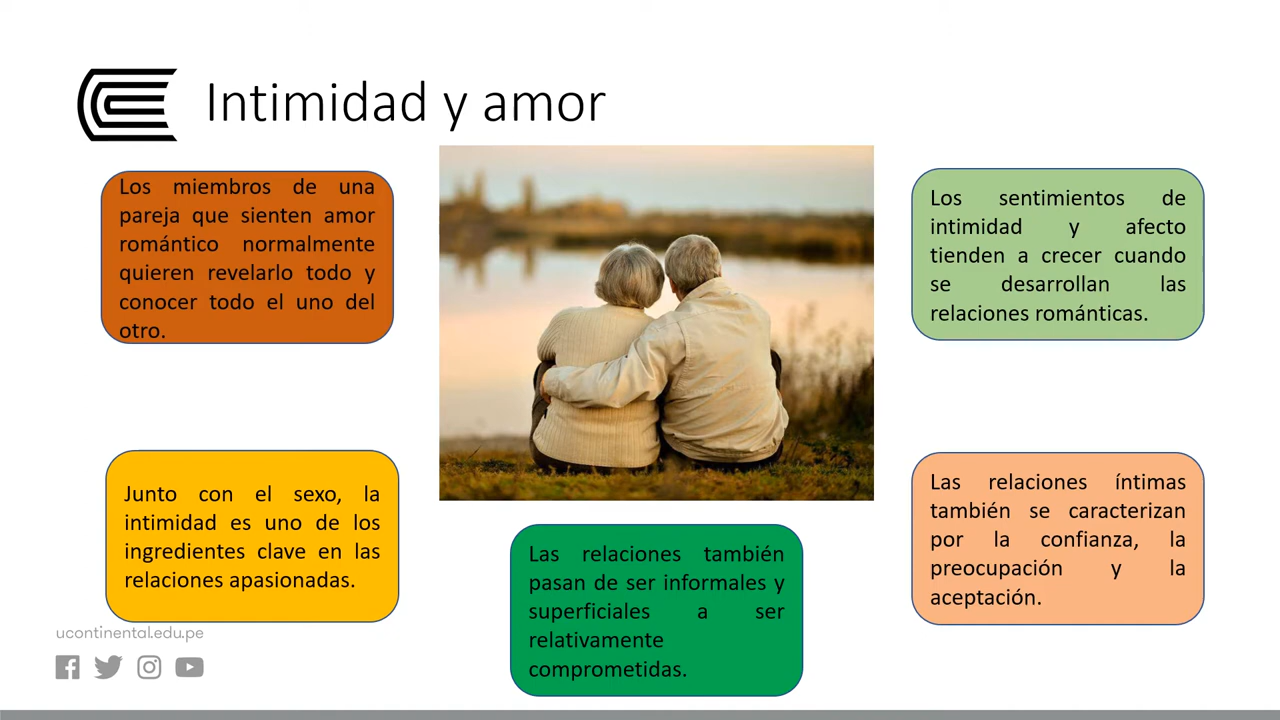 Intimidad y amor
Los miembros de una
pareja que sienten amor
romántico normalmente
quieren revelarlo todo y
conocer todo el uno del
otro.
Los sentimientos de
intimidad y afecto
tienden a crecer cuando
se desarrollan las
relaciones románticas.
Junto con el sexo, la
intimidad es uno de los
ingredientes clave en las
relaciones apasionadas.
Las relaciones también
pasan de ser informales y
superficiales a ser
relativamente
comprometidas.
Las relaciones íntimas
también se caracterizan
por la confianza, la
preocupación y la
aceptación.
ucontinental.edu.pe